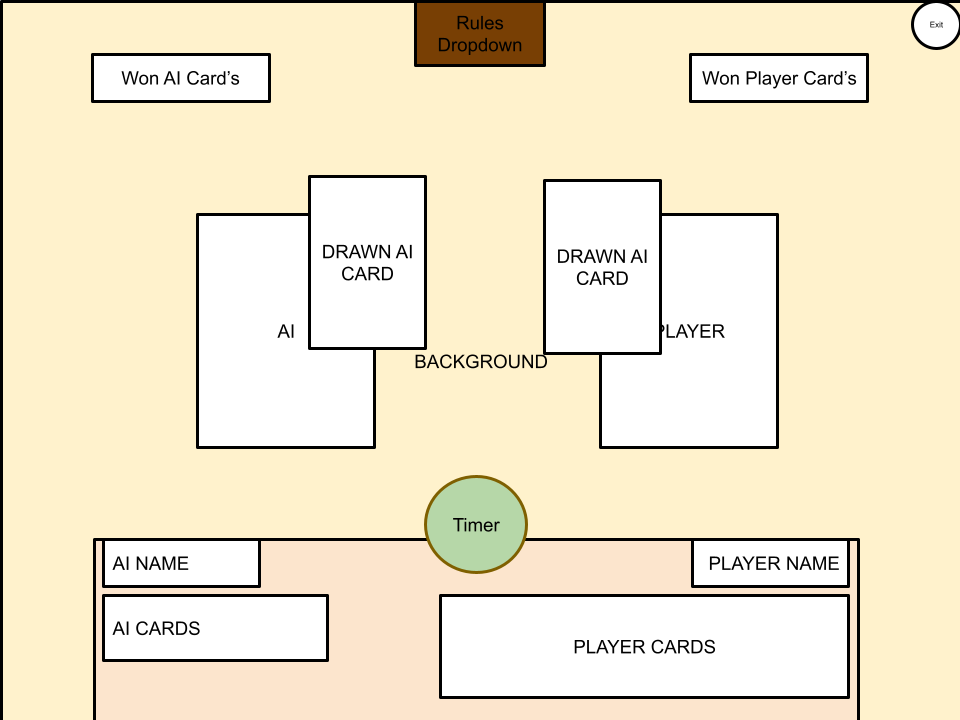 Rules
Dropdown
Exit
Won AI Card’s
Won Player Card’s
DRAWN AI
CARD
DRAWN AI
CARD
AI
PLAYER
BACKGROUND
Timer
AI NAME
PLAYER NAME
AI CARDS
PLAYER CARDS